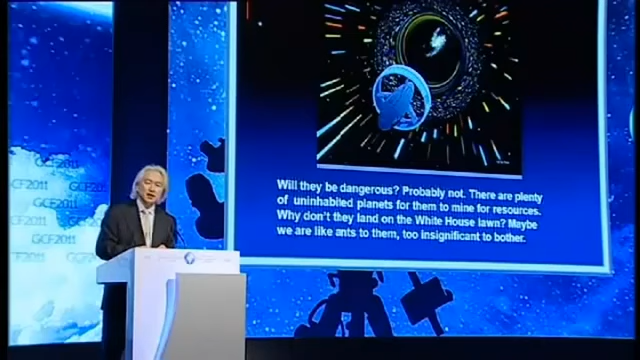 Will they be dangerous? Probably not. There are plenty
of uninhabited planets for them to mine for resources.
Why don't they land on the White House lawn? Maybe
we are like ants to them, too insignificant to bother.
GCF2011
GCF2011
CF2011
GCF2011